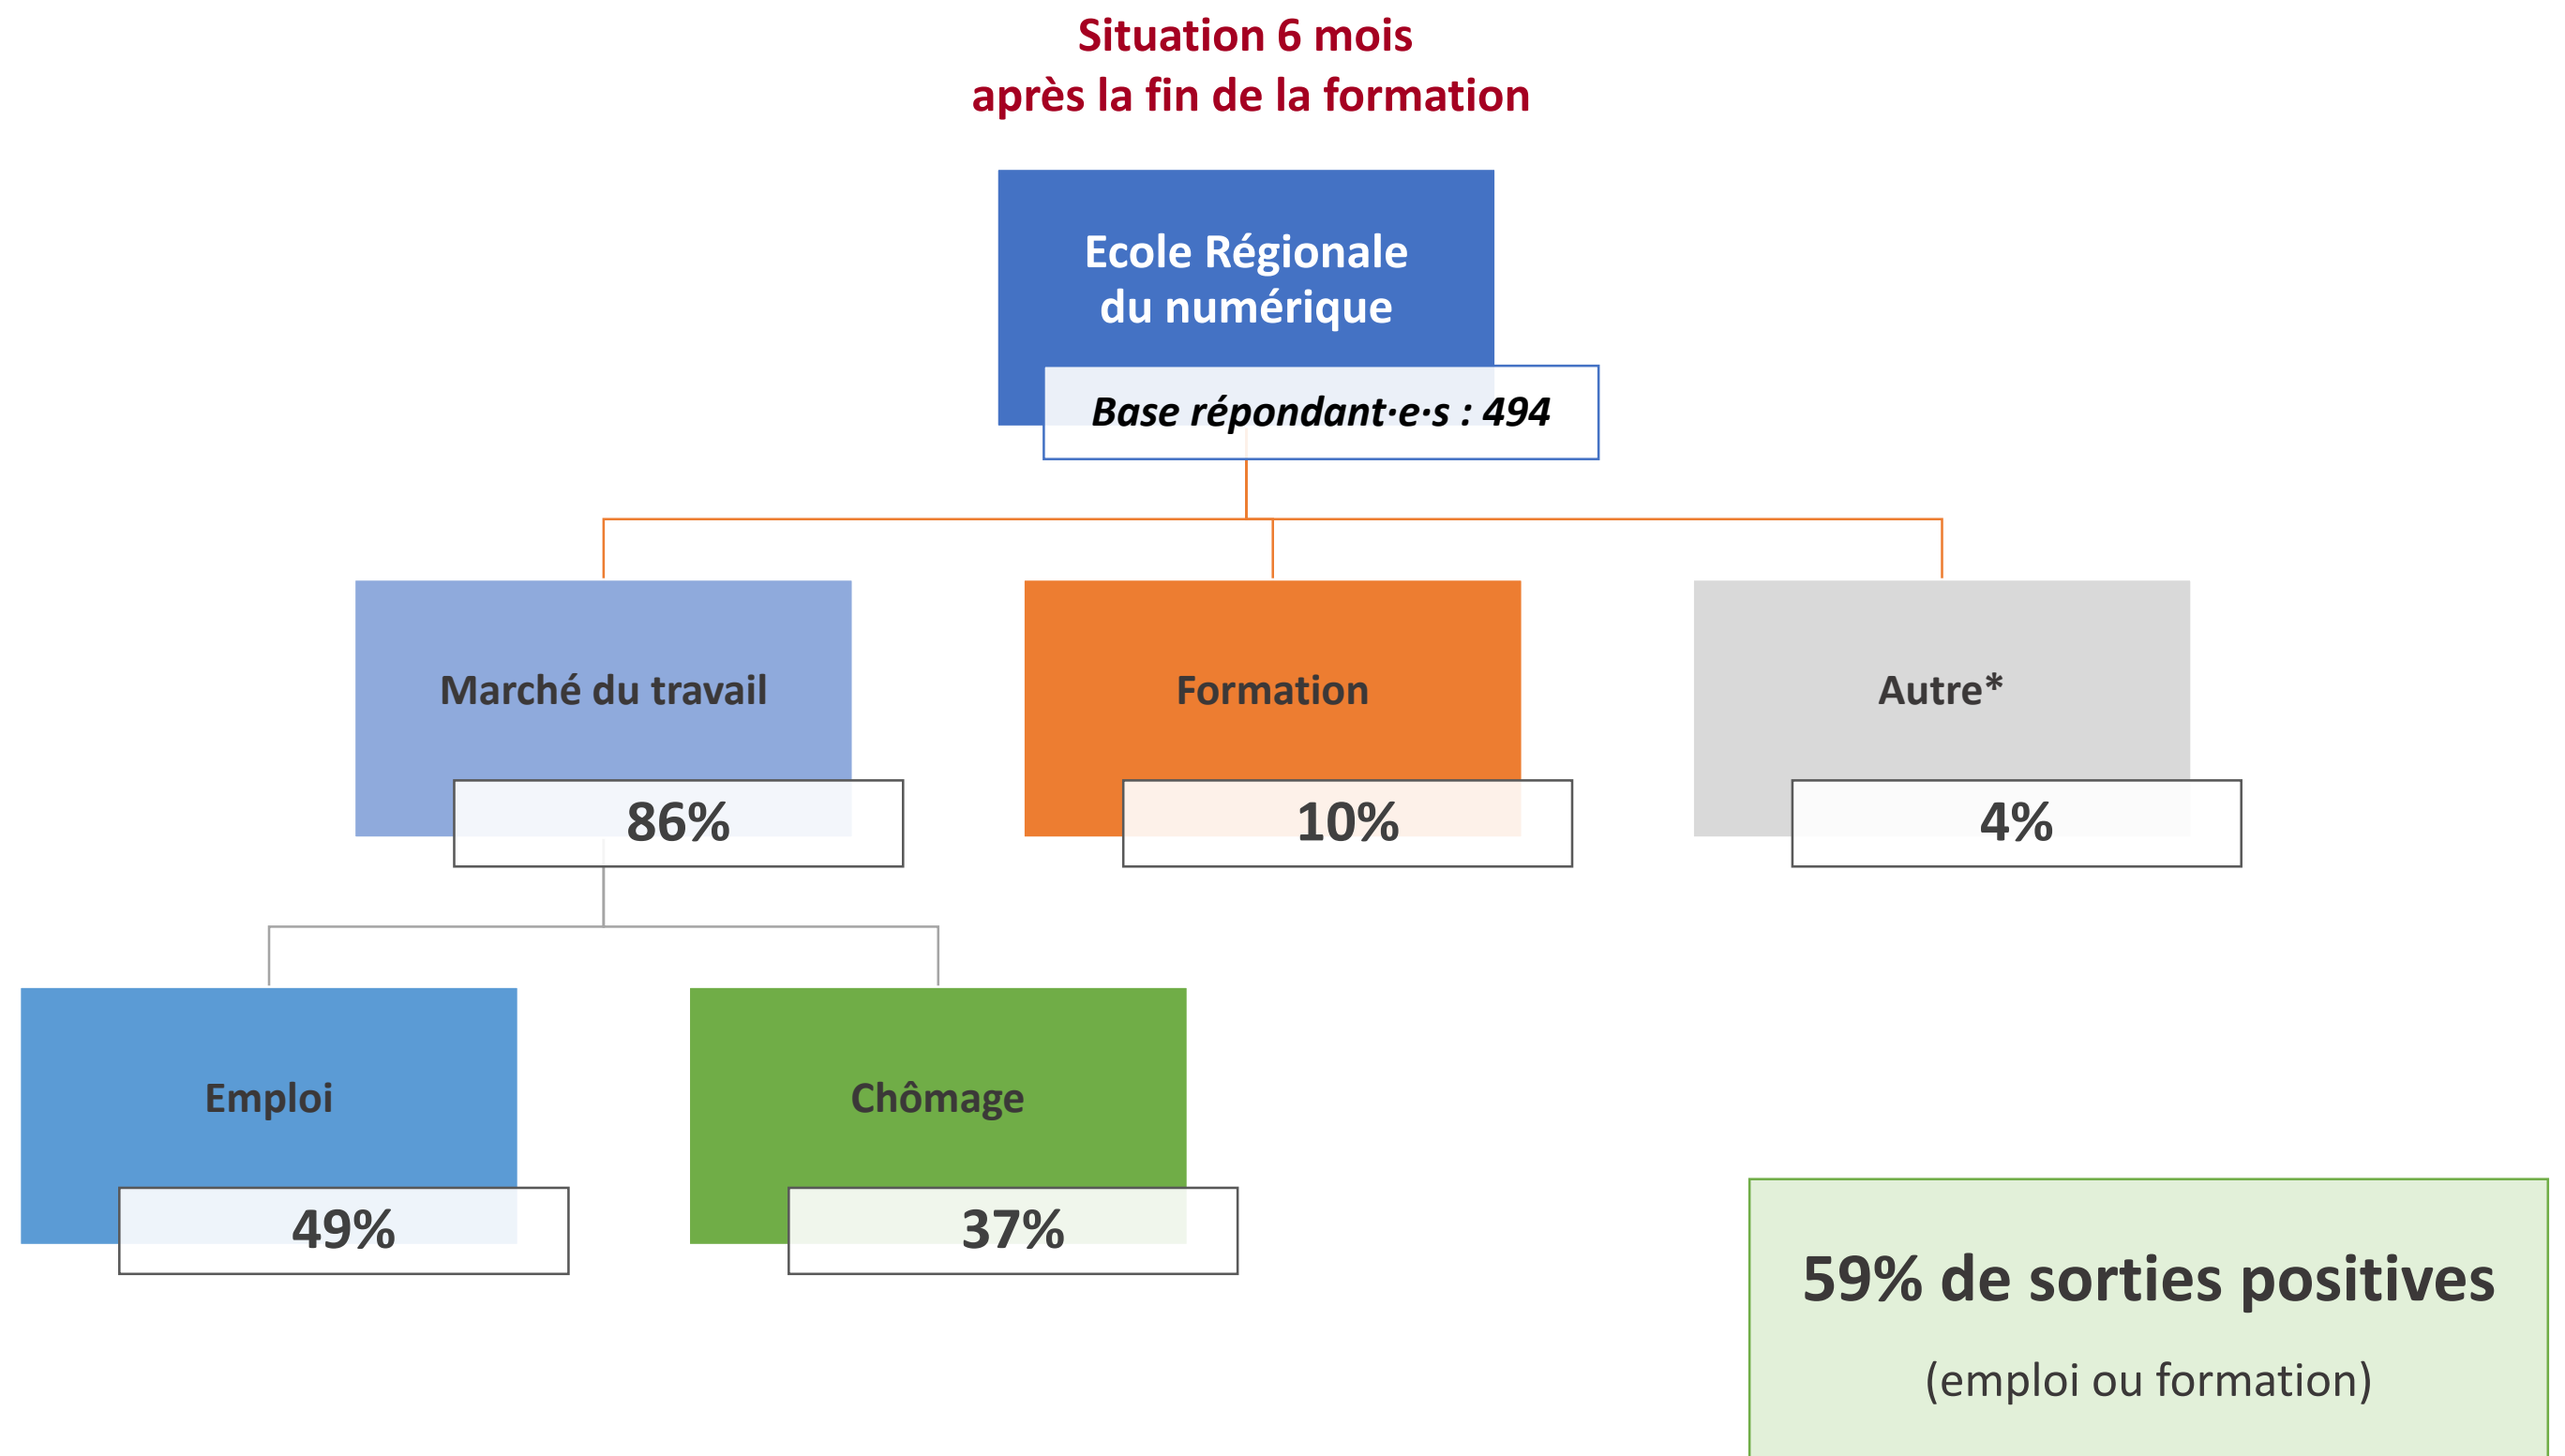 Situation 6 mois
après la fin de la formation
Ecole Régionale
du numérique
Base répondant·e·s : 494
Marché du travail
86%
Formation
10%
Autre*
4%
Emploi
49%
Chômage
37%
59% de sorties positives
(emploi ou formation)